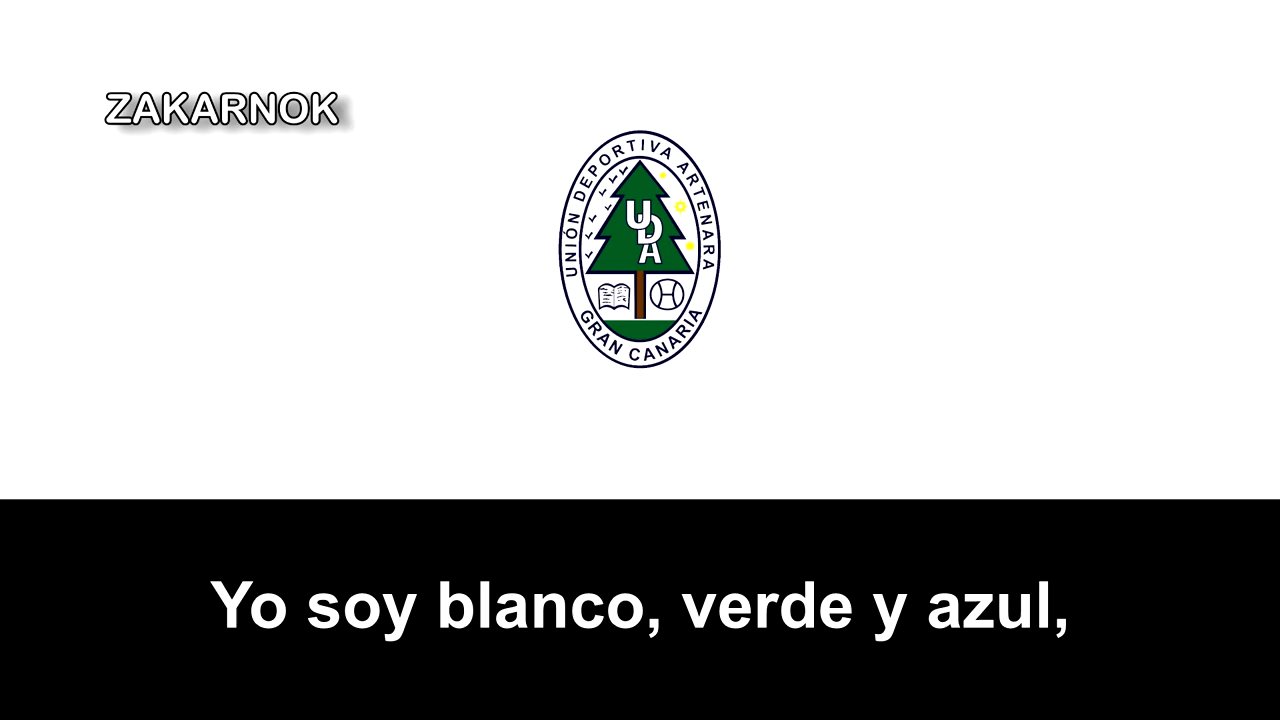 ZAKARNOK
UNIÓN DEPORTIVA ARTENARA
UDA
GRAN CANARIA
Yo soy blanco, verde y azul,